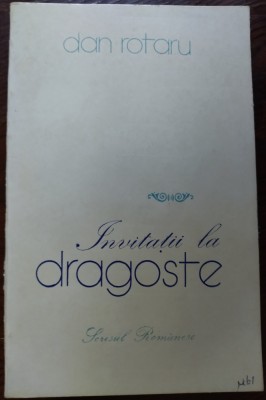 dan rotaru
Invitații la
dragoste
Scrisul Românesc